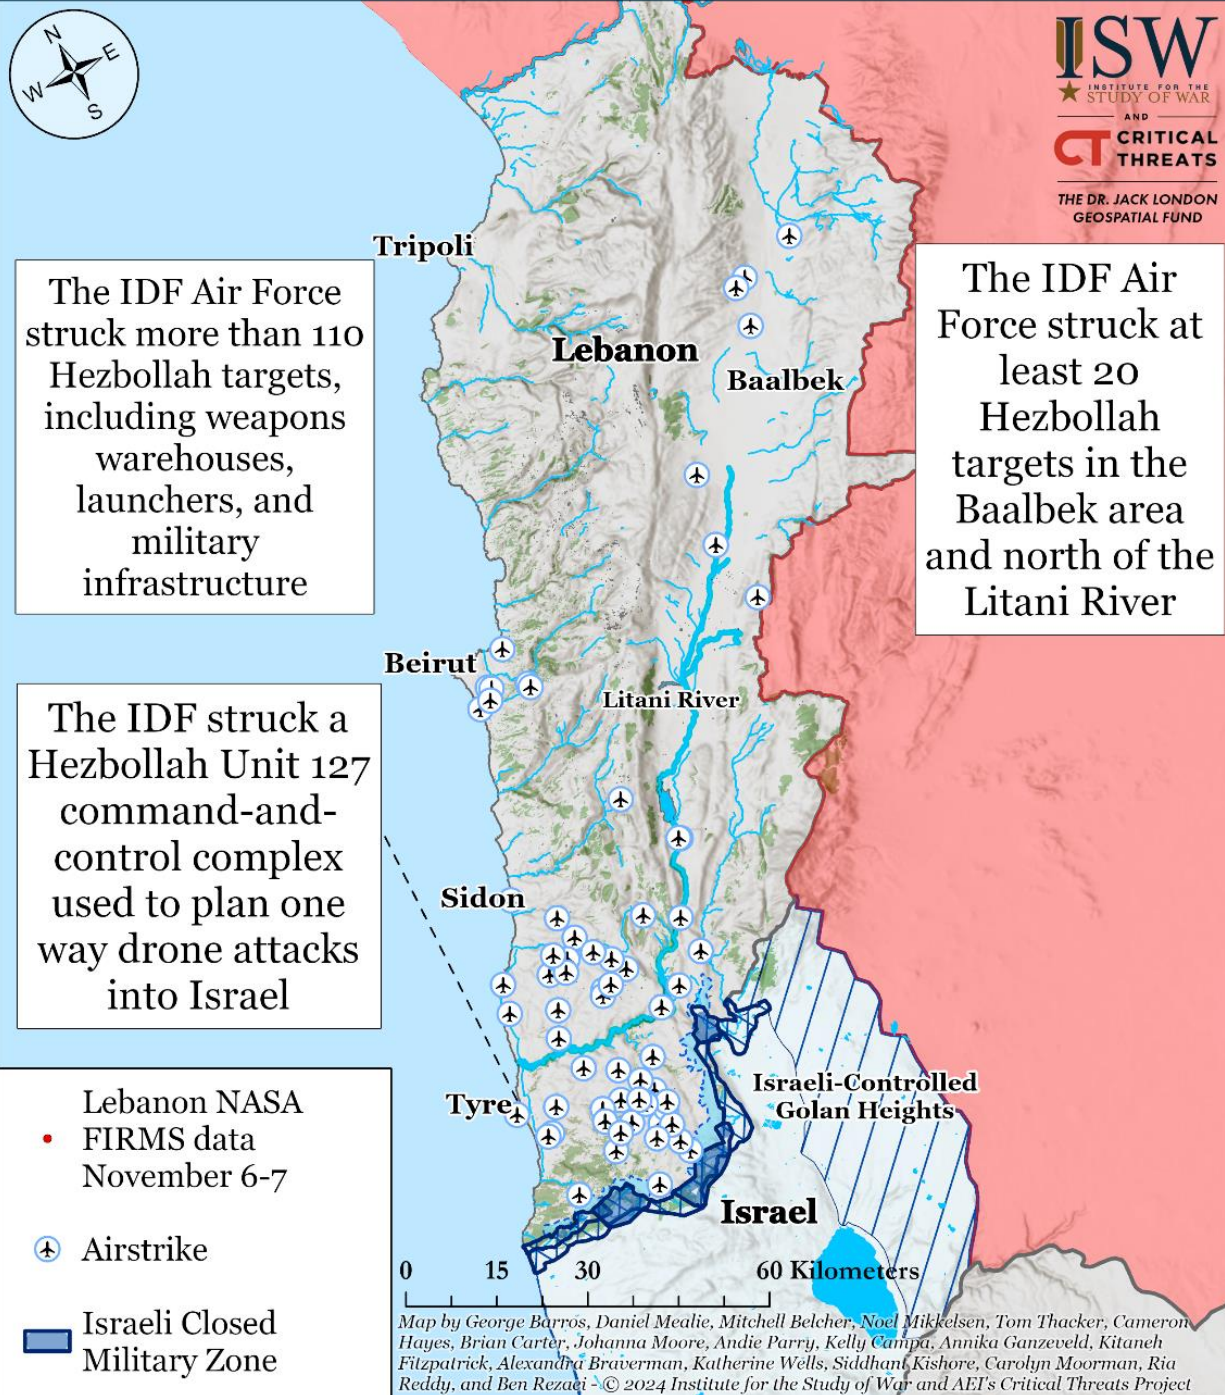 N
E
W
S
ISW
INSTITUTE FOR THE
STUDY OF WAR
AND
CT CRITICAL
THREATS
THE DR. JACK LONDON
GEOSPATIAL FUND
Tripoli
The IDF Air Force
struck more than 110
Hezbollah targets,
including weapons
warehouses,
launchers, and
military
infrastructure
The IDF Air
Force struck at
least 20
Hezbollah
targets in the
Baalbek area
and north of the
Litani River
Lebanon
Baalbek
Beirut
Litani River
The IDF struck a
Hezbollah Unit 127
command-and-
control complex
used to plan one
way drone attacks
into Israel
Sidon
Israeli-Controlled
Golan Heights
Tyre
Israel
Lebanon NASA
FIRMS data
November 6-7
Airstrike
Israeli Closed
Military Zone
0 15 30 60 Kilometers
Map by George Barros, Daniel Mealie, Mitchell Belcher, Noel Mikkelsen, Tom Thacker, Cameron
Hayes, Brian Carter, Johanna Moore, Andie Parry, Kelly Campa, Annika Ganzeveld, Kitaneh
Fitzpatrick, Alexandra Braverman, Katherine Wells, Siddhant Kishore, Carolyn Moorman, Ria
Reddy, and Ben Rezaei - © 2024 Institute for the Study of War and AEI's Critical Threats Project